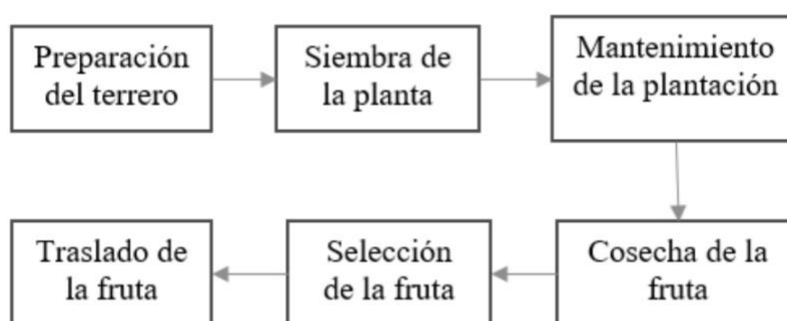 Preparación
del terrero
Siembra de
la planta
Mantenimiento
de la plantación
Cosecha de la
fruta
Selección
de la fruta
Traslado de
la fruta